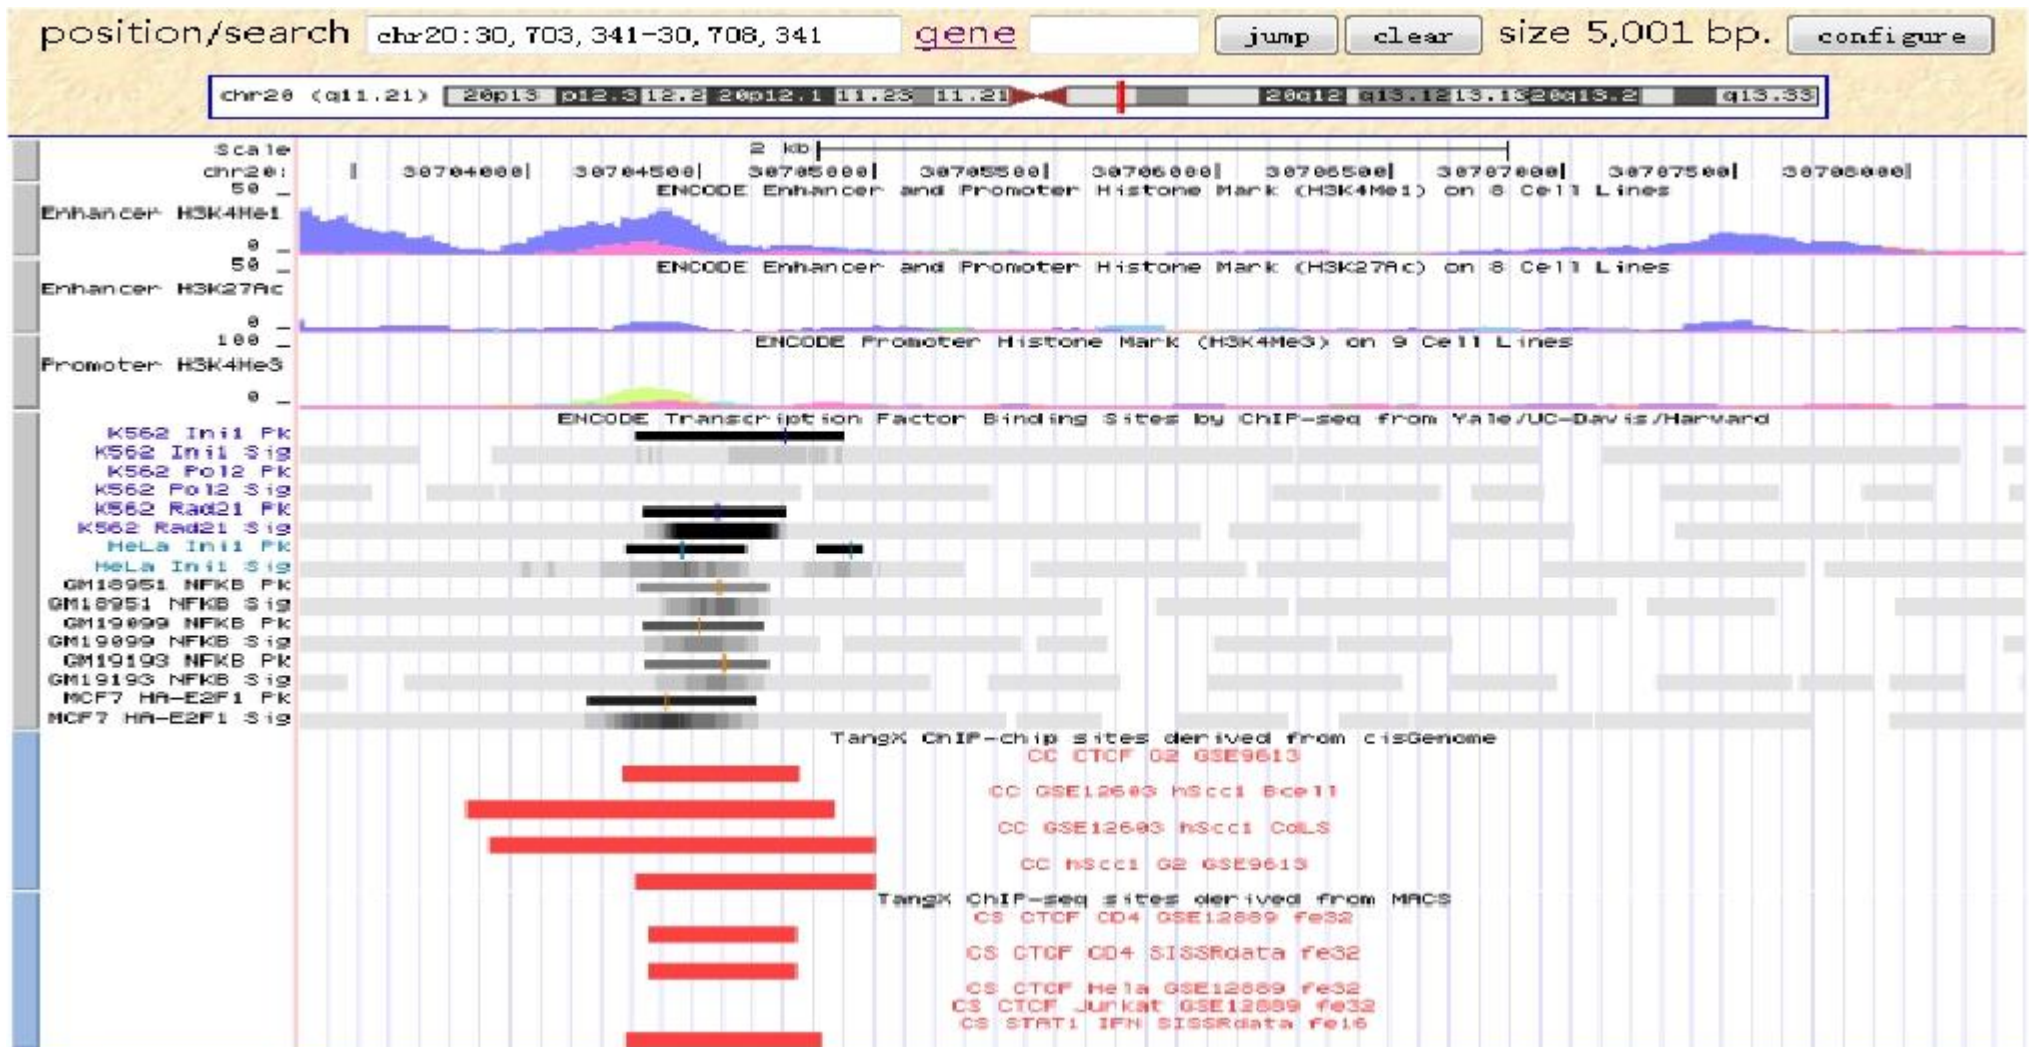 position/search chr20:30,703,341-30,708,341 gene jump clear size 5,001 bp. configure
chr20 (q11.21) 20p13 p12.3 12.2 20p12.1 11.23 11.21 20q12 q13.12 13.13 20q13.2 q13.33
Scale 2 kb
chr20: 30704000 30704500 30705000 30705500 30706000 30706500 30707000 30707500 30708000
50 _ ENCODE Enhancer and Promoter Histone Mark (H3K4Me1) on 8 Cell Lines
Enhancer H3K4Me1
0 _
50 _ ENCODE Enhancer and Promoter Histone Mark (H3K27Ac) on 8 Cell Lines
Enhancer H3K27Ac
0 _
100 _ ENCODE Promoter Histone Mark (H3K4Me3) on 9 Cell Lines
Promoter H3K4Me3
0 _
ENCODE Transcription Factor Binding Sites by ChIP-seq from Yale/UC-Davis/Harvard
K562 Ini1 Pk
K562 Ini1 Sig
K562 Pol2 Pk
K562 Pol2 Sig
K562 Rad21 Pk
K562 Rad21 Sig
HeLa Ini1 Pk
HeLa Ini1 Sig
GM18951 NFKB Pk
GM18951 NFKB Sig
GM19099 NFKB Pk
GM19099 NFKB Sig
GM19193 NFKB Pk
GM19193 NFKB Sig
MCF7 HA-E2F1 Pk
MCF7 HA-E2F1 Sig
TangX ChIP-chip sites derived from cisGenome
CC CTCF G2 GSE9613
CC GSE12603 hScc1 Bcell
CC GSE12603 hScc1 CdLS
CC hScc1 G2 GSE9613
TangX ChIP-seq sites derived from MACS
CS CTCF CD4 GSE12889 fe32
CS CTCF CD4 SISSRdata fe32
CS CTCF Hela GSE12889 fe32
CS CTCF Jurkat GSE12889 fe32
CS STAT1 IFN SISSRdata fe16